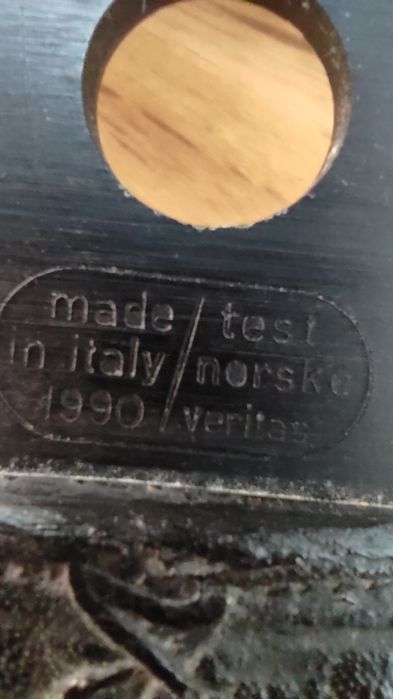 made
in italy
1990
test
norske
veritas